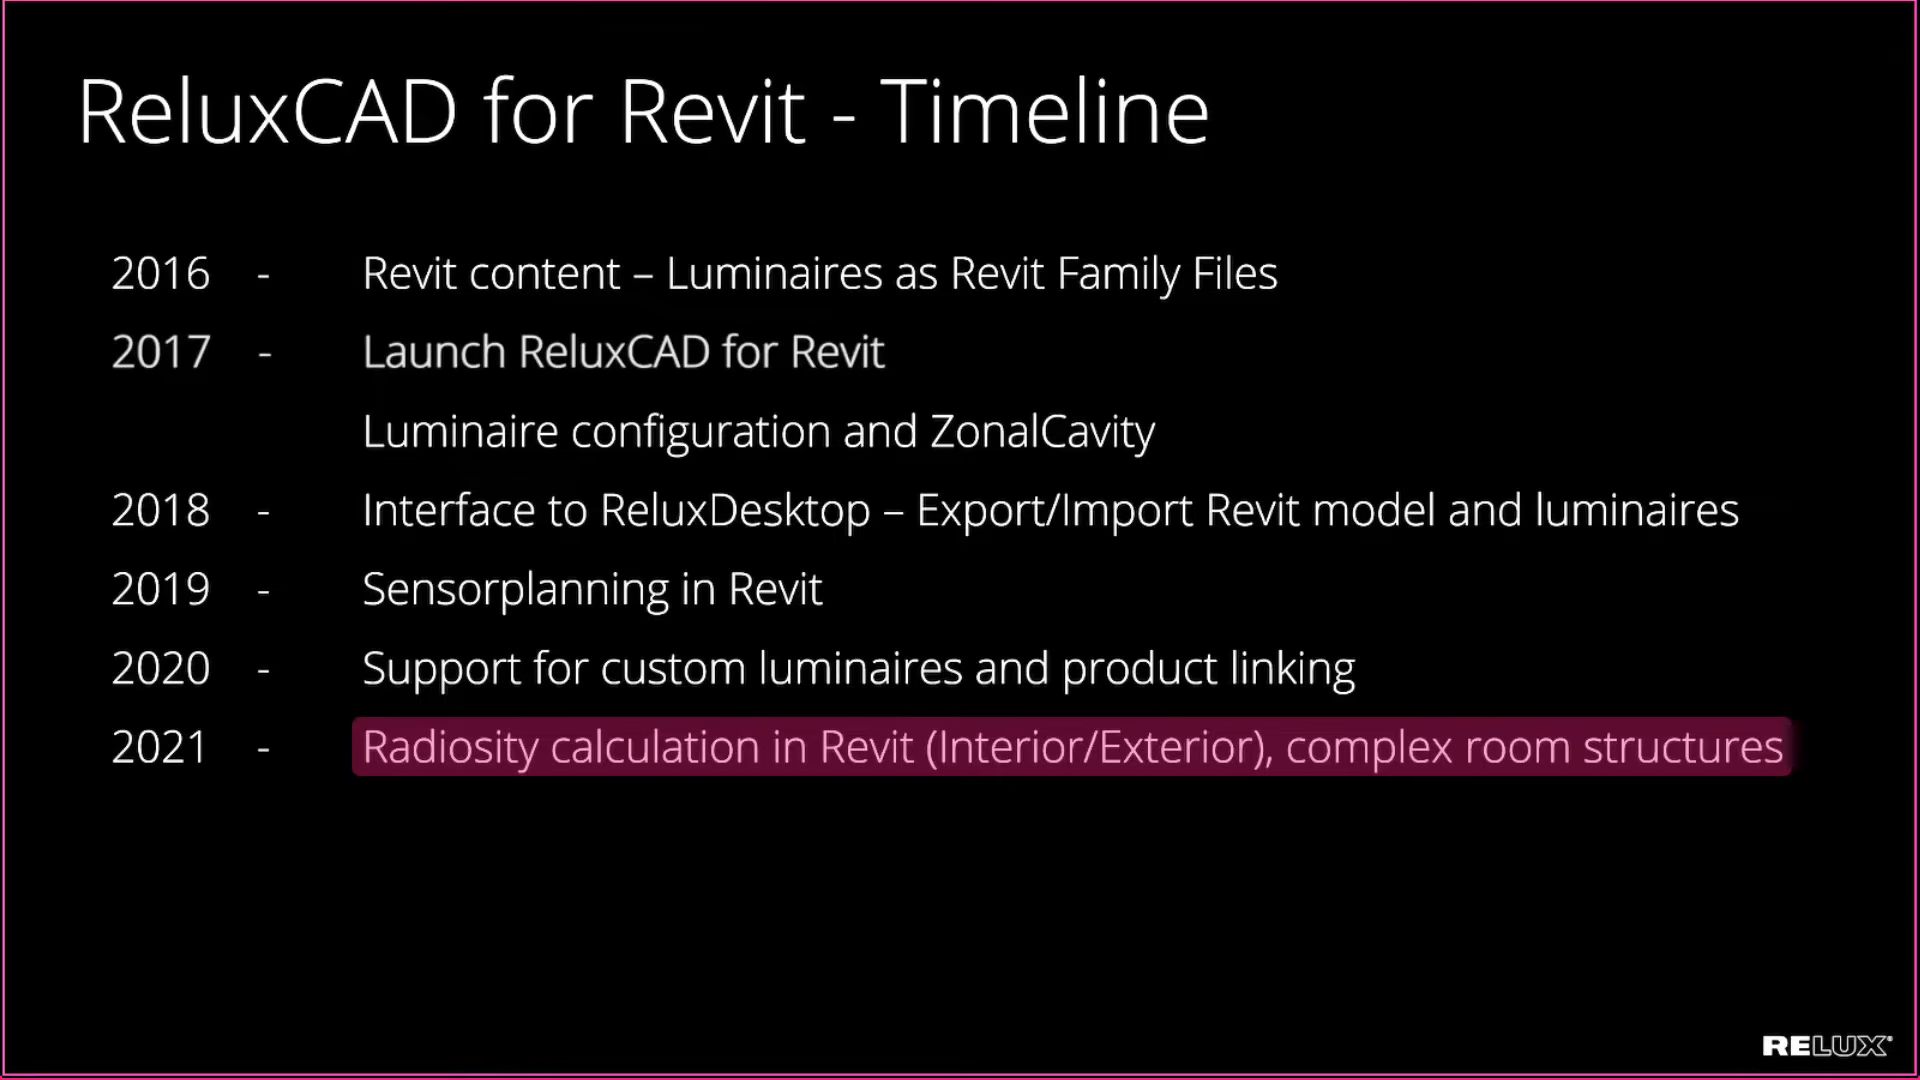 ReluxCAD for Revit - Timeline
2016 - Revit content – Luminaires as Revit Family Files
2017 - Launch ReluxCAD for Revit
Luminaire configuration and ZonalCavity
2018 - Interface to ReluxDesktop – Export/Import Revit model and luminaires
2019 - Sensorplanning in Revit
2020 - Support for custom luminaires and product linking
2021 - Radiosity calculation in Revit (Interior/Exterior), complex room structures
RELUX®